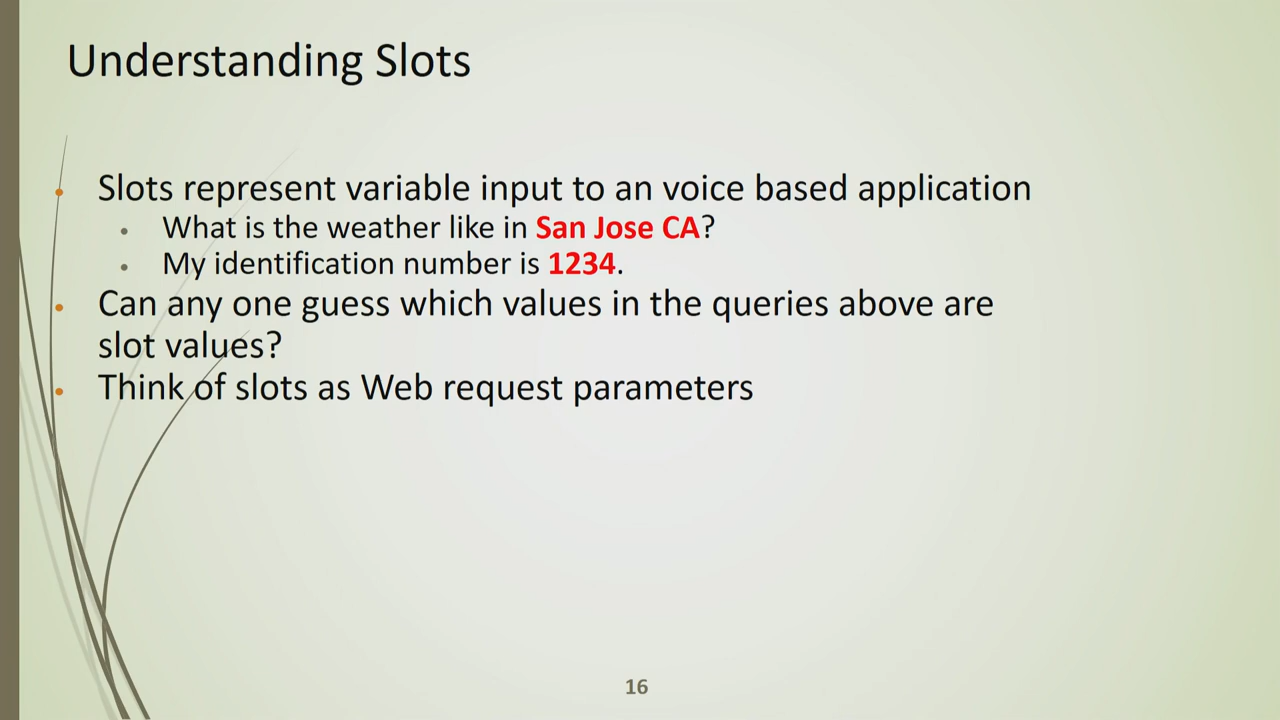 Understanding Slots
Slots represent variable input to an voice based application
What is the weather like in San Jose CA?
My identification number is 1234.
Can any one guess which values in the queries above are
slot values?
Think of slots as Web request parameters
16